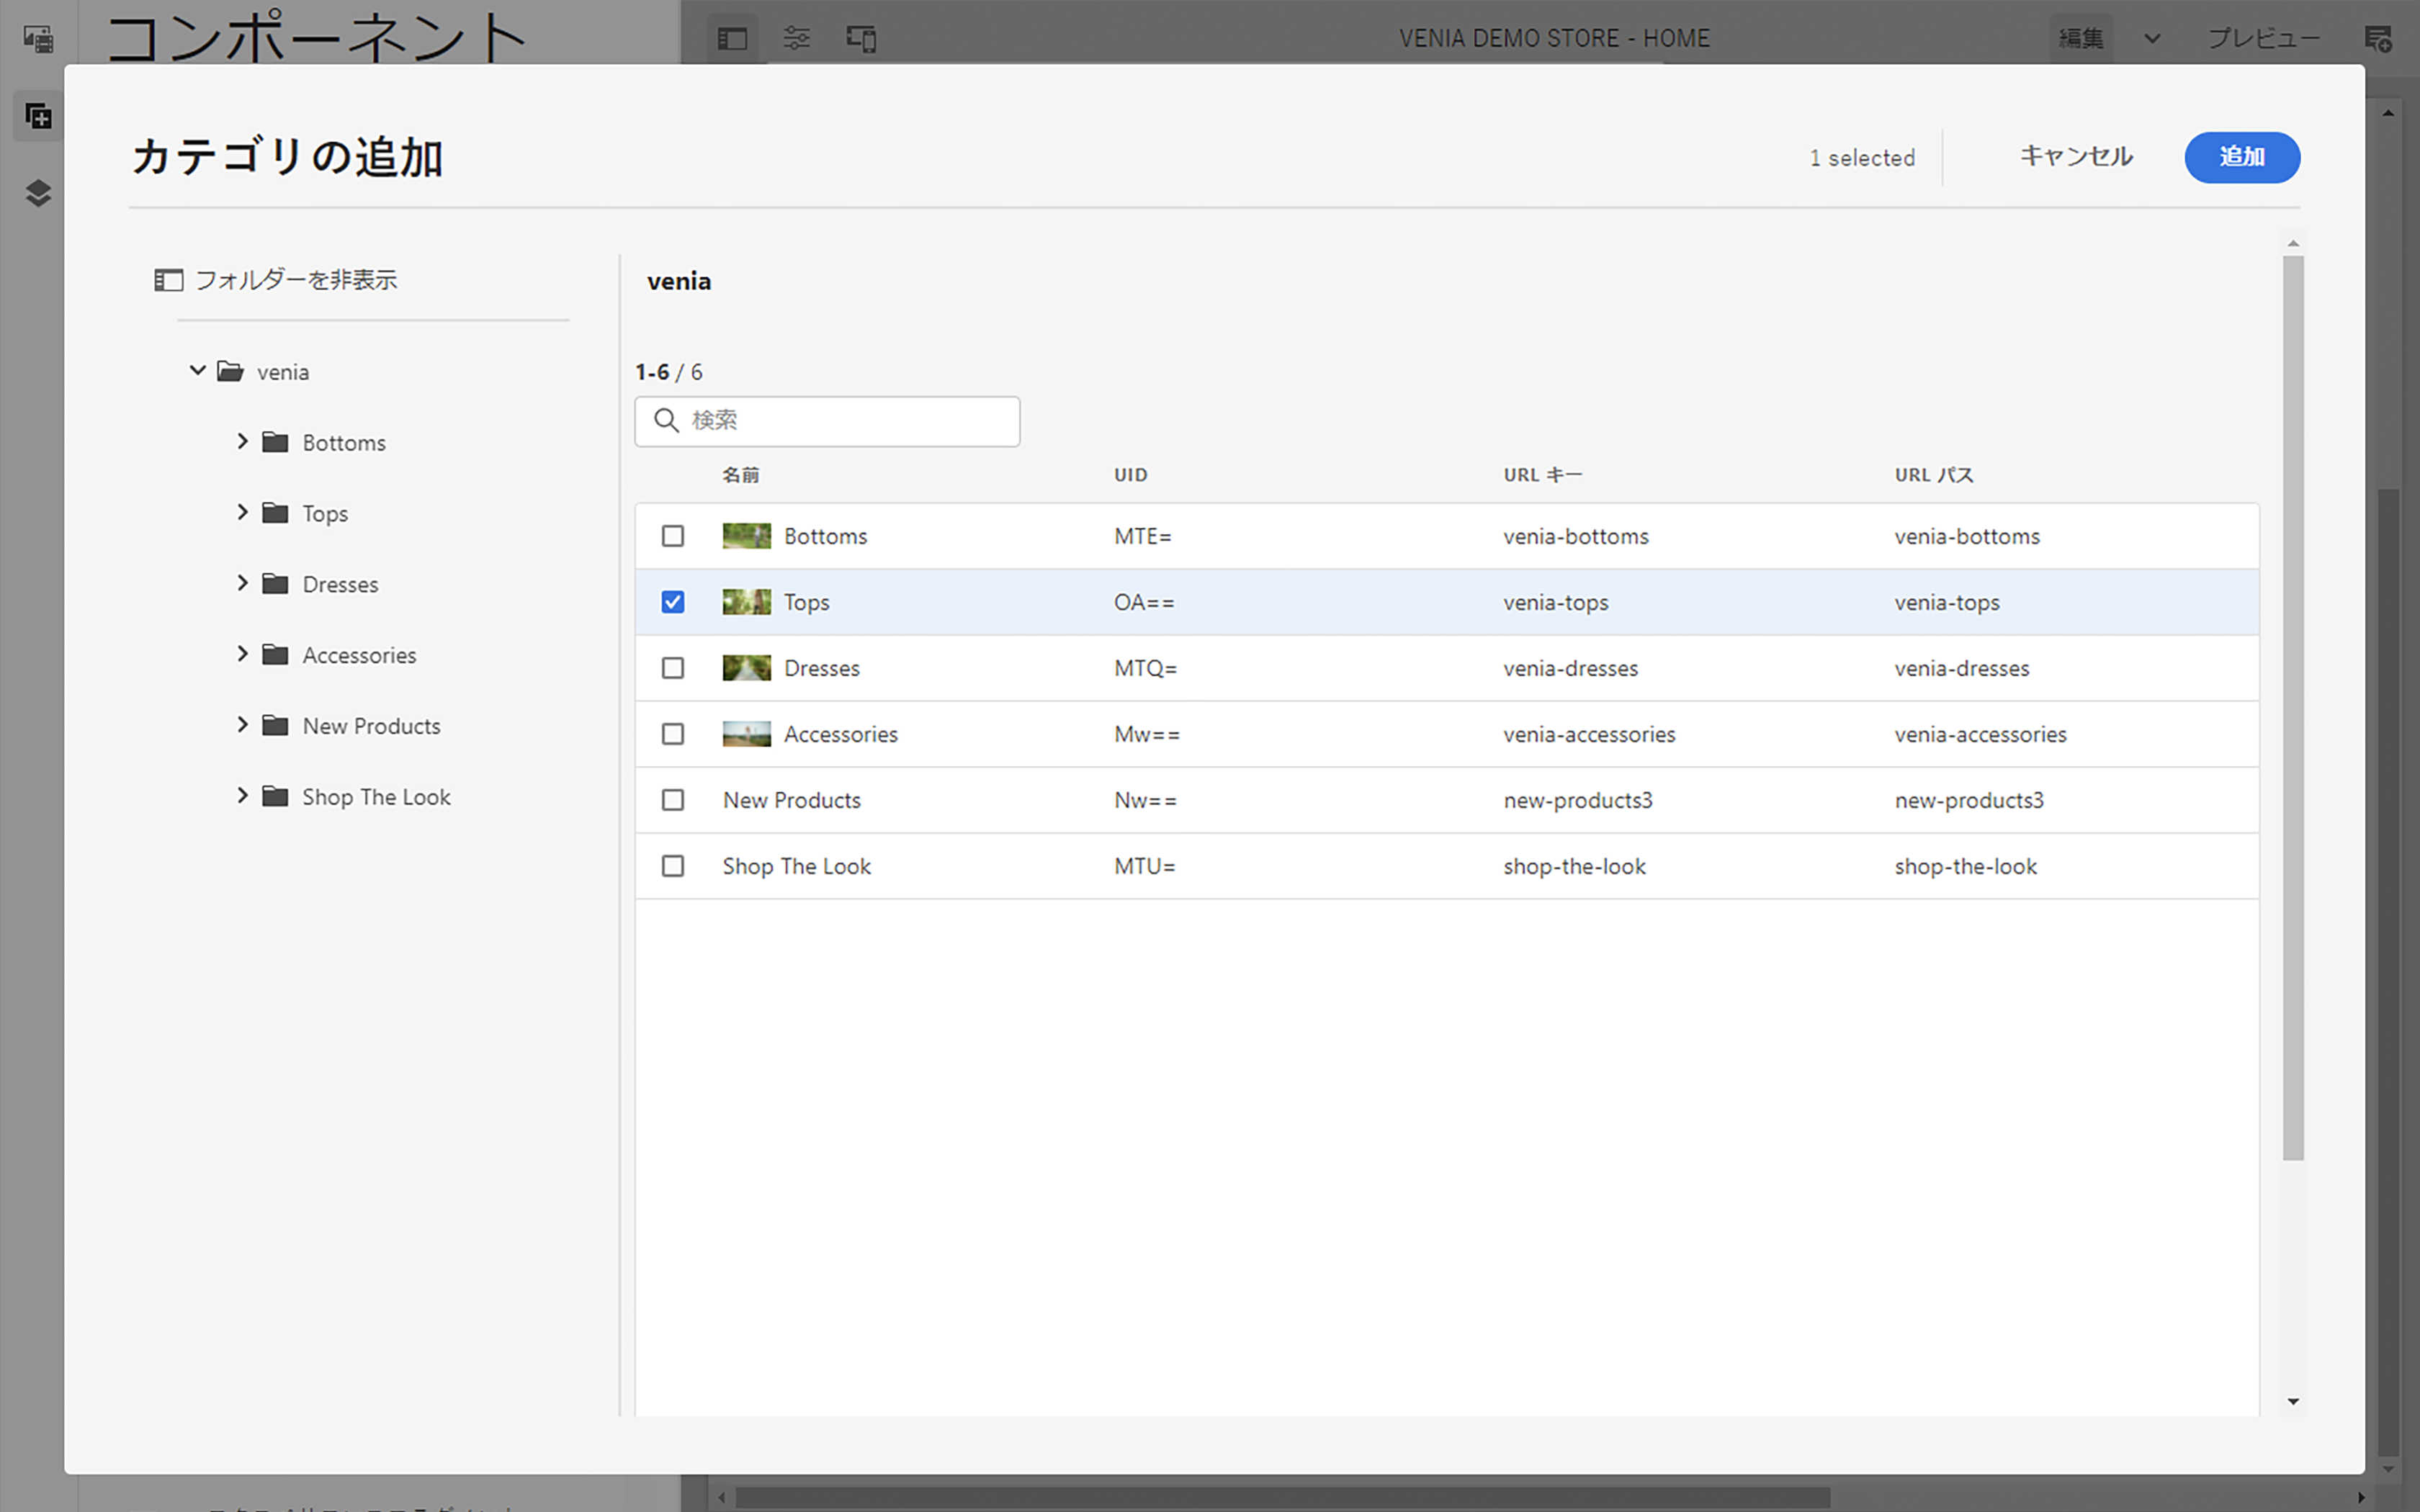 コンポーネント
VENIA DEMO STORE - HOME
編集
プレビュー
カテゴリの追加
1 selected
キャンセル
追加
フォルダーを非表示
venia
Bottoms
Tops
Dresses
Accessories
New Products
Shop The Look
venia
1-6 / 6
検索
名前 UID URL キー URL パス
Bottoms MTE= venia-bottoms venia-bottoms
Tops OA== venia-tops venia-tops
Dresses MTQ= venia-dresses venia-dresses
Accessories Mw== venia-accessories venia-accessories
New Products Nw== new-products3 new-products3
Shop The Look MTU= shop-the-look shop-the-look